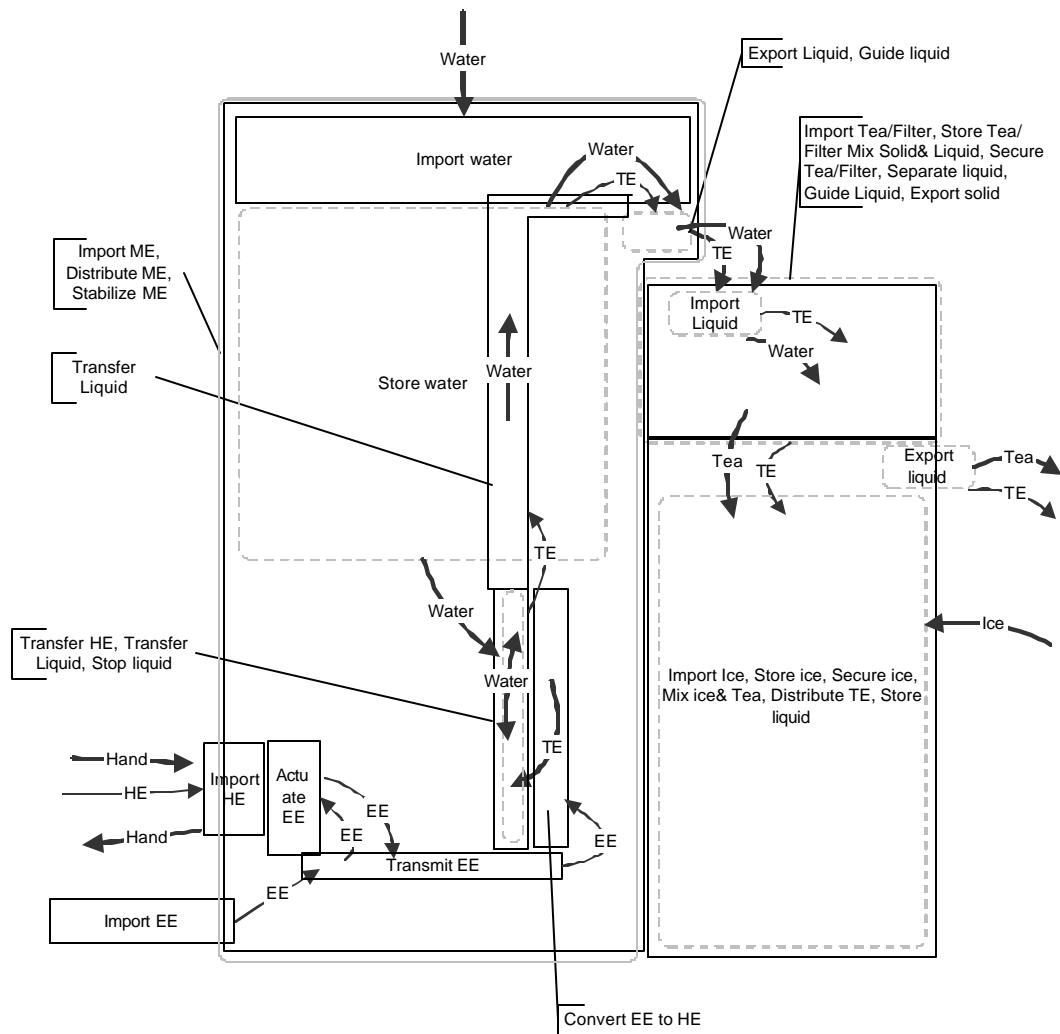 Water
Export Liquid, Guide liquid
Import water
Water
TE
Import Tea/Filter, Store Tea/
Filter Mix Solid& Liquid, Secure
Tea/Filter, Separate liquid,
Guide Liquid, Export solid
Water
TE
Import ME,
Distribute ME,
Stabilize ME
Import
Liquid
TE
Water
Transfer
Liquid
Store water
Water
Tea
TE
Export
liquid
Tea
TE
TE
Water
Ice
Transfer HE, Transfer
Liquid, Stop liquid
Water
Import Ice, Store ice, Secure ice,
Mix ice& Tea, Distribute TE, Store
liquid
TE
Hand
HE
Hand
Import
HE
Actu
ate
EE
EE
EE
EE
Transmit EE
EE
Import EE
Convert EE to HE